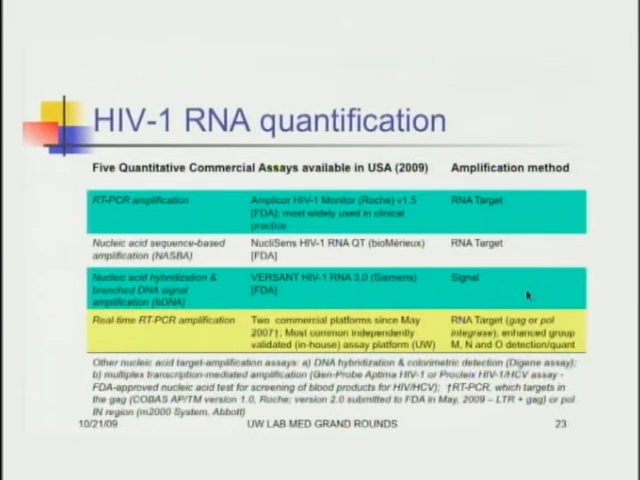 HIV-1 RNA quantification
Five Quantitative Commercial Assays available in USA (2009) Amplification method
RT-PCR amplification Amplicor HIV-1 Monitor (Roche) v1.5 RNA Target
[FDA]; most widely used in clinical
practice
Nucleic acid sequence-based NucliSens HIV-1 RNA QT (bioMérieux) RNA Target
amplification (NASBA) [FDA]
Nucleic acid hybridization & VERSANT HIV-1 RNA 3.0 (Siemens) Signal
branched DNA signal [FDA]
amplification (bDNA)
Real-time RT-PCR amplification Two commercial platforms since May RNA Target (gag or pol
2007†; Most common independently integrase); enhanced group
validated (in-house) assay platform (UW) M, N and O detection/quant
Other nucleic acid target-amplification assays: a) DNA hybridization & colorimetric detection (Digene assay);
b) multiplex transcription-mediated amplification (Gen-Probe Aptima HIV-1 or Procleix HIV-1/HCV assay -
FDA-approved nucleic acid test for screening of blood products for HIV/HCV); †RT-PCR, which targets in
the gag (COBAS AP/TM version 1.0, Roche; version 2.0 submitted to FDA in May, 2009 – LTR + gag) or pol
IN region (m2000 System, Abbott)
10/21/09 UW LAB MED GRAND ROUNDS 23